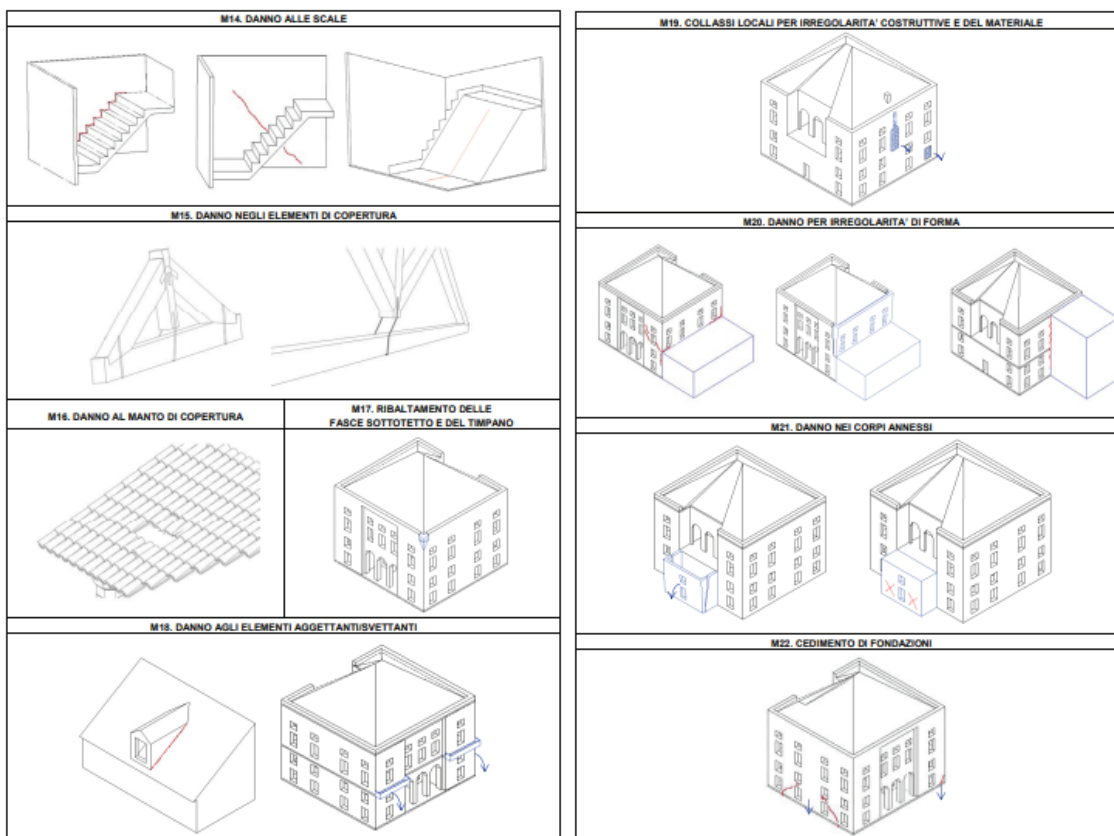 M14. DANNO ALLE SCALE
M15. DANNO NEGLI ELEMENTI DI COPERTURA
M16. DANNO AL MANTO DI COPERTURA
M17. RIBALTAMENTO DELLE
FASCE SOTTOTETTO E DEL TIMPANO
M18. DANNO AGLI ELEMENTI AGGETTANTI/SVETTANTI
M19. COLLASSI LOCALI PER IRREGOLARITA' COSTRUTTIVE E DEL MATERIALE
M20. DANNO PER IRREGOLARITA' DI FORMA
M21. DANNO NEI CORPI ANNESSI
M22. CEDIMENTO DI FONDAZIONI